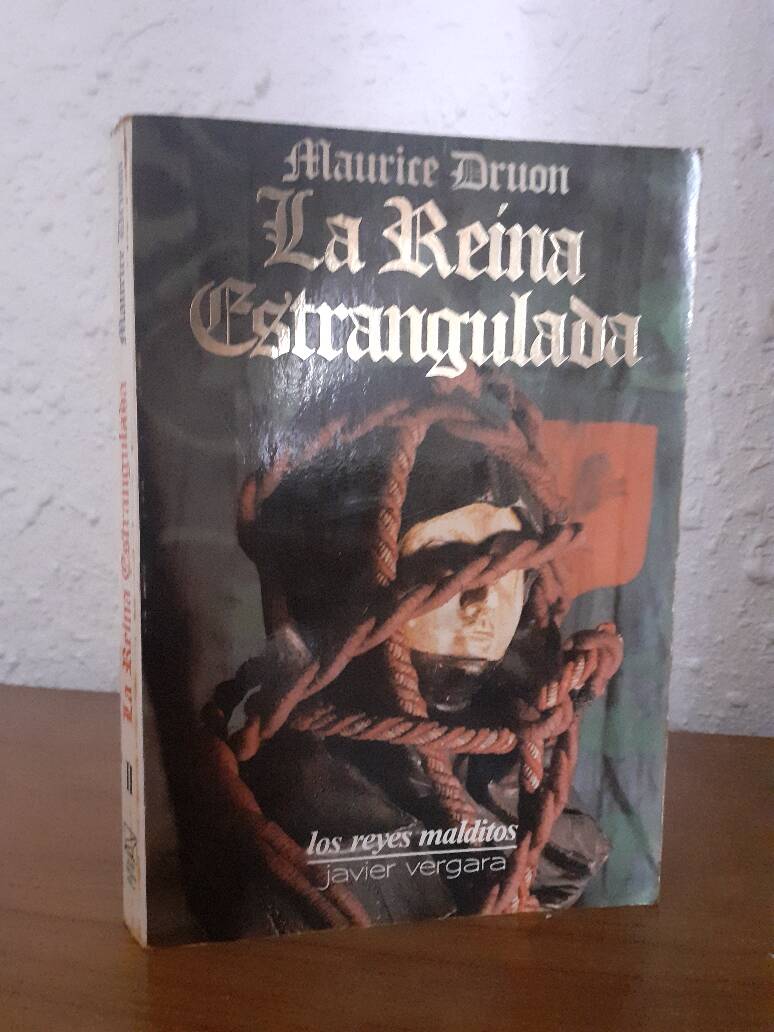 Maurice Druon
La Reina
Estrangulada
los reyes malditos
javier vergara
La Reina Estrangulada Maurice Druon
II